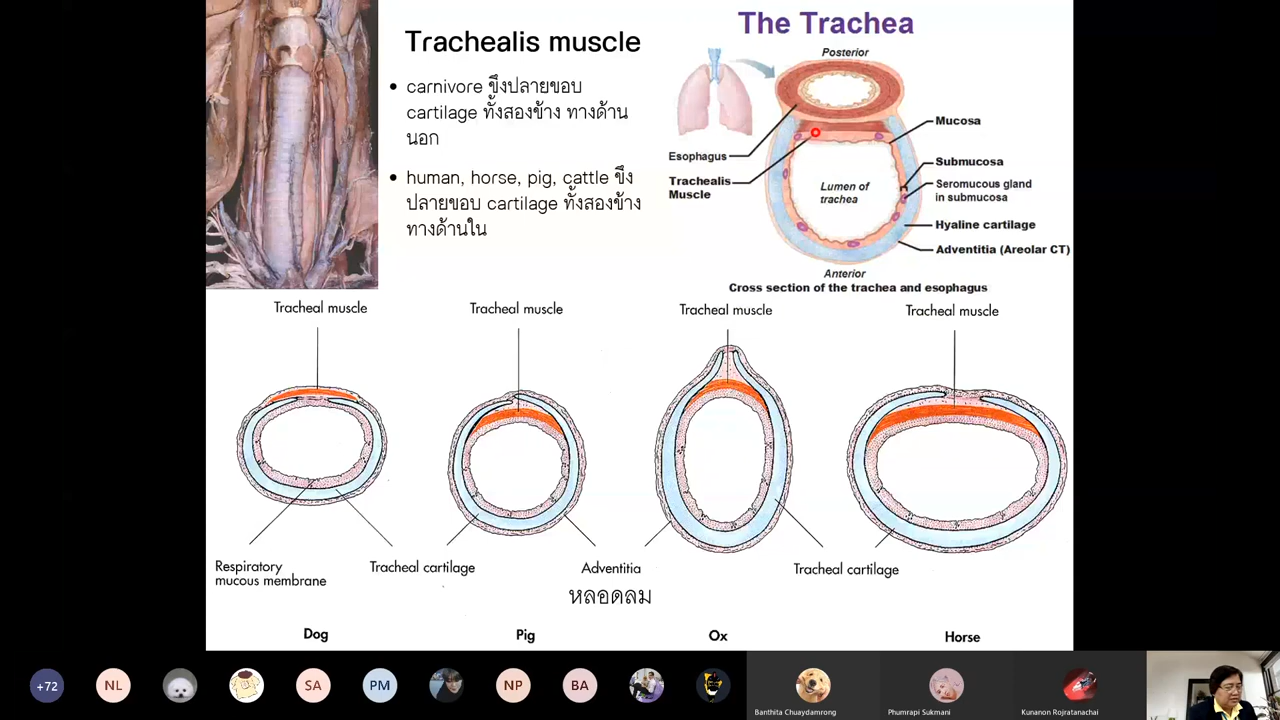 Trachealis muscle
• carnivore ขึงปลายขอบ
cartilage ทั้งสองข้าง ทางด้าน
นอก
• human, horse, pig, cattle ขึง
ปลายขอบ cartilage ทั้งสองข้าง
ทางด้านใน
The Trachea
Posterior
Mucosa
Esophagus
Submucosa
Trachealis
Muscle
Lumen of
trachea
Seromucous gland
in submucosa
Hyaline cartilage
Adventitia (Areolar CT)
Anterior
Cross section of the trachea and esophagus
Tracheal muscle
Tracheal muscle
Tracheal muscle
Tracheal muscle
Respiratory
mucous membrane
Tracheal cartilage
Adventitia
Tracheal cartilage
หลอดลม
Dog
Pig
Ox
Horse
+72
NL
SA
PM
NP
BA
Banthita Chuaydamrong
Phumrapi Sukmani
Kunanon Rojratanachai